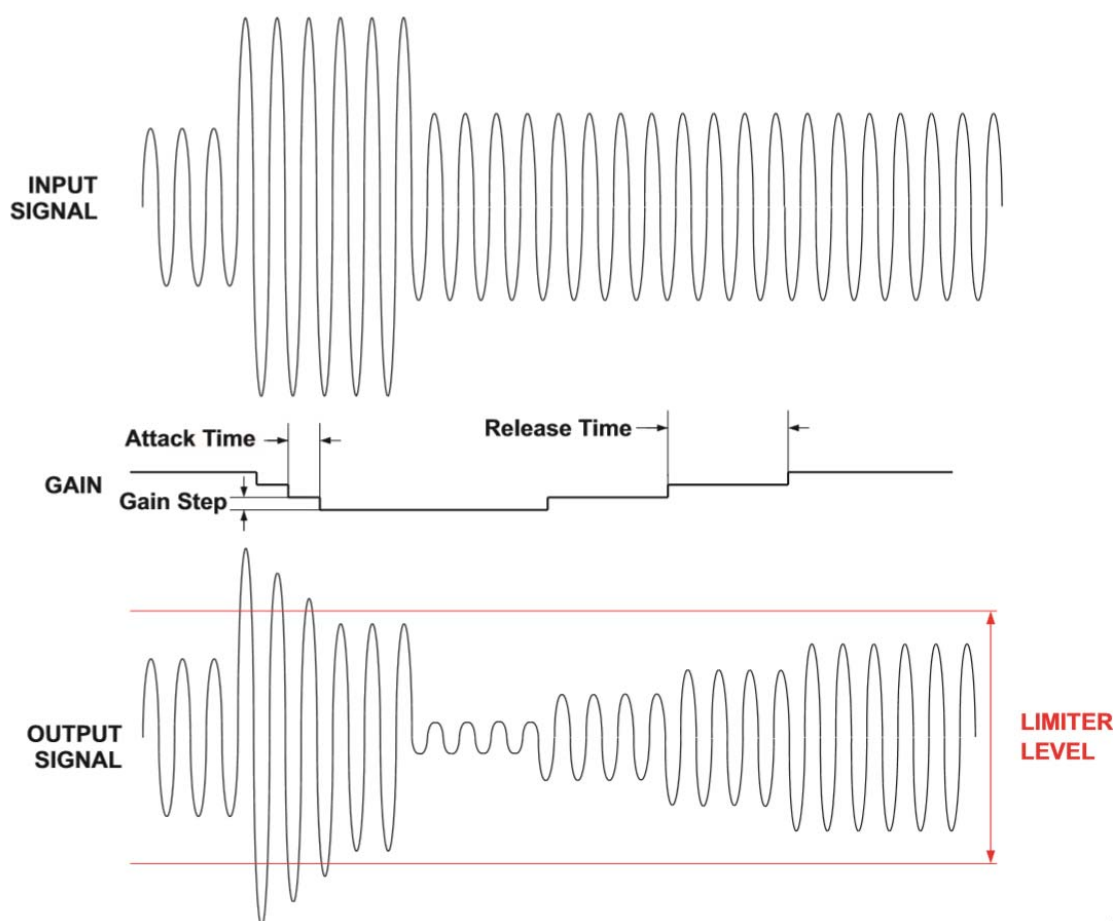 INPUT
SIGNAL
Attack Time
Release Time
GAIN
Gain Step
OUTPUT
SIGNAL
LIMITER
LEVEL